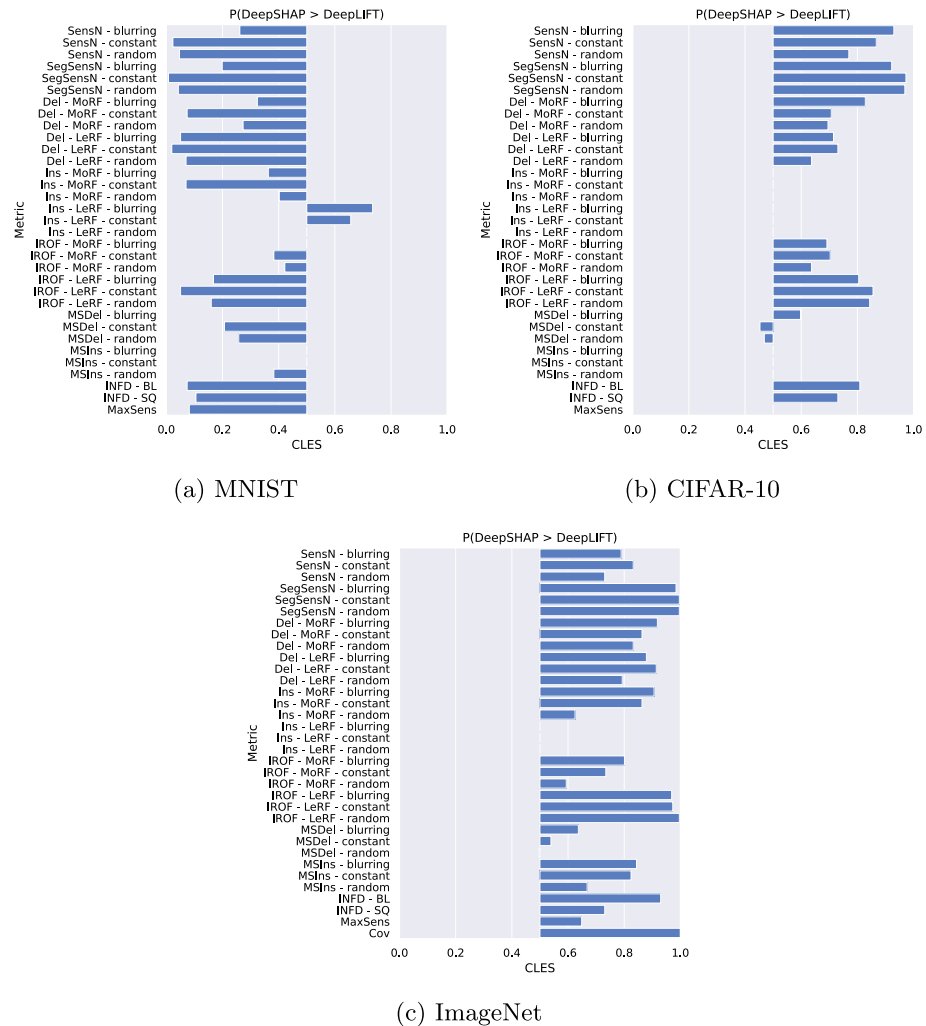 P(DeepSHAP > DeepLIFT)
SensN - blurring
SensN - constant
SensN - random
SegSensN - blurring
SegSensN - constant
SegSensN - random
Del - MoRF - blurring
Del - MoRF - constant
Del - MoRF - random
Del - LeRF - blurring
Del - LeRF - constant
Del - LeRF - random
Ins - MoRF - blurring
Ins - MoRF - constant
Ins - MoRF - random
Ins - LeRF - blurring
Ins - LeRF - constant
Ins - LeRF - random
IROF - MoRF - blurring
IROF - MoRF - constant
IROF - MoRF - random
IROF - LeRF - blurring
IROF - LeRF - constant
IROF - LeRF - random
MSDel - blurring
MSDel - constant
MSDel - random
MSIns - blurring
MSIns - constant
MSIns - random
INFD - BL
INFD - SQ
MaxSens
Metric
0.0 0.2 0.4 0.6 0.8 1.0
CLES
(a) MNIST
P(DeepSHAP > DeepLIFT)
SensN - blurring
SensN - constant
SensN - random
SegSensN - blurring
SegSensN - constant
SegSensN - random
Del - MoRF - blurring
Del - MoRF - constant
Del - MoRF - random
Del - LeRF - blurring
Del - LeRF - constant
Del - LeRF - random
Ins - MoRF - blurring
Ins - MoRF - constant
Ins - MoRF - random
Ins - LeRF - blurring
Ins - LeRF - constant
Ins - LeRF - random
IROF - MoRF - blurring
IROF - MoRF - constant
IROF - MoRF - random
IROF - LeRF - blurring
IROF - LeRF - constant
IROF - LeRF - random
MSDel - blurring
MSDel - constant
MSDel - random
MSIns - blurring
MSIns - constant
MSIns - random
INFD - BL
INFD - SQ
MaxSens
Metric
0.0 0.2 0.4 0.6 0.8 1.0
CLES
(b) CIFAR-10
P(DeepSHAP > DeepLIFT)
SensN - blurring
SensN - constant
SensN - random
SegSensN - blurring
SegSensN - constant
SegSensN - random
Del - MoRF - blurring
Del - MoRF - constant
Del - MoRF - random
Del - LeRF - blurring
Del - LeRF - constant
Del - LeRF - random
Ins - MoRF - blurring
Ins - MoRF - constant
Ins - MoRF - random
Ins - LeRF - blurring
Ins - LeRF - constant
Ins - LeRF - random
IROF - MoRF - blurring
IROF - MoRF - constant
IROF - MoRF - random
IROF - LeRF - blurring
IROF - LeRF - constant
IROF - LeRF - random
MSDel - blurring
MSDel - constant
MSDel - random
MSIns - blurring
MSIns - constant
MSIns - random
INFD - BL
INFD - SQ
MaxSens
Cov
Metric
0.0 0.2 0.4 0.6 0.8 1.0
CLES
(c) ImageNet